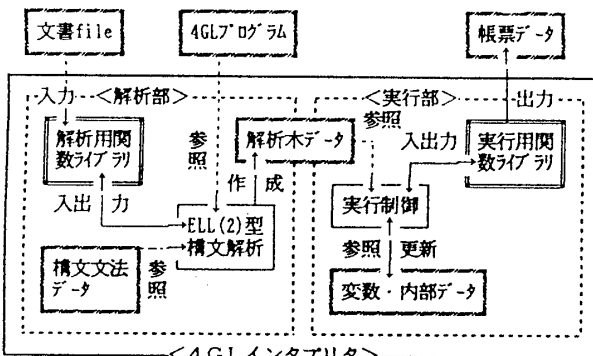 文書file
4GLプログラム
帳票データ
入力
<解析部>
<実行部>
出力
解析用関
数ライブラリ
参
照
解析木データ
参照
入出力
実行用関
数ライブラリ
作 成
入出 力
ELL(2)型
構文解析
実行制御
構文文法
データ
参
照
参照 更新
変数・内部データ
<4GLインタプリタ>